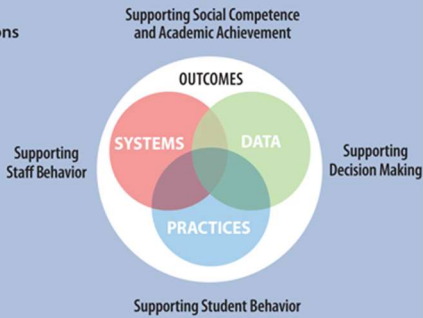 Supporting Social Competence
and Academic Achievement
OUTCOMES
SYSTEMS
DATA
Supporting
Staff Behavior
Supporting
Decision Making
PRACTICES
Supporting Student Behavior